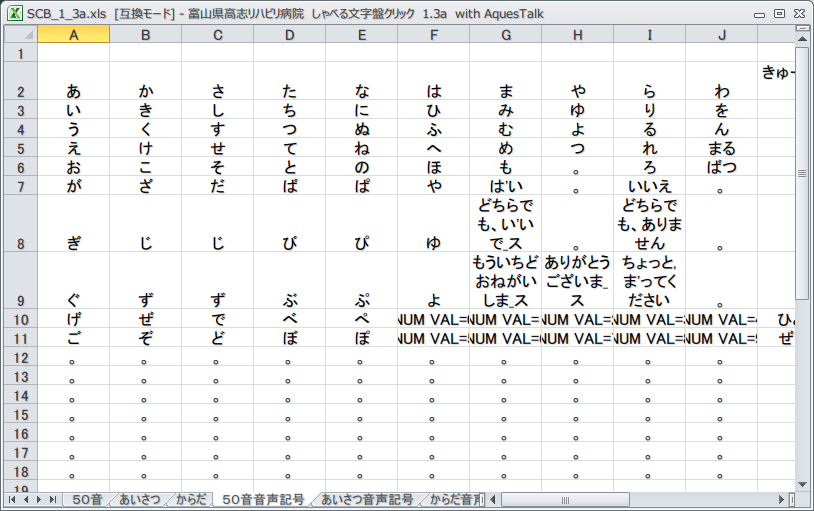 SCB_1_3a.xls [互換モード] - 富山県高志リハビリ病院 しゃべる文字盤クリック 1.3a with AquesTalk
A B C D E F G H I J
1
きゅー
2 あ か さ た な は ま や ら わ
3 い き し ち に ひ み ゆ り を
4 う く す つ ぬ ふ む よ る ん
5 え け せ て ね へ め つ れ まる
6 お こ そ と の ほ も 。 ろ ばつ
7 が ざ だ ば ぱ や は'い 。 いいえ 。
どちらで どちらで
も、い'い も、ありま
8 ぎ じ じ び ぴ ゆ で_ス 。 せん 。
もういちど ありがとう ちょっと,
おねがい ございま_ ま'ってく
9 ぐ ず ず ぶ ぷ ょ しま_ス ス ださい 。
10 げ ぜ で べ ぺ NUM VAL= NUM VAL= NUM VAL= NUM VAL= NUM VAL=
11 ご ぞ ど ぼ ぽ NUM VAL= NUM VAL= NUM VAL= NUM VAL= NUM VAL= ぜ
12 。 。 。 。 。 。 。 。 。 。
13 。 。 。 。 。 。 。 。 。 。
14 。 。 。 。 。 。 。 。 。 。
15 。 。 。 。 。 。 。 。 。 。
16 。 。 。 。 。 。 。 。 。 。
17 。 。 。 。 。 。 。 。 。 。
18 。 。 。 。 。 。 。 。 。 。
19
50音 あいさつ からだ 50音音声記号 あいさつ音声記号 からだ音声